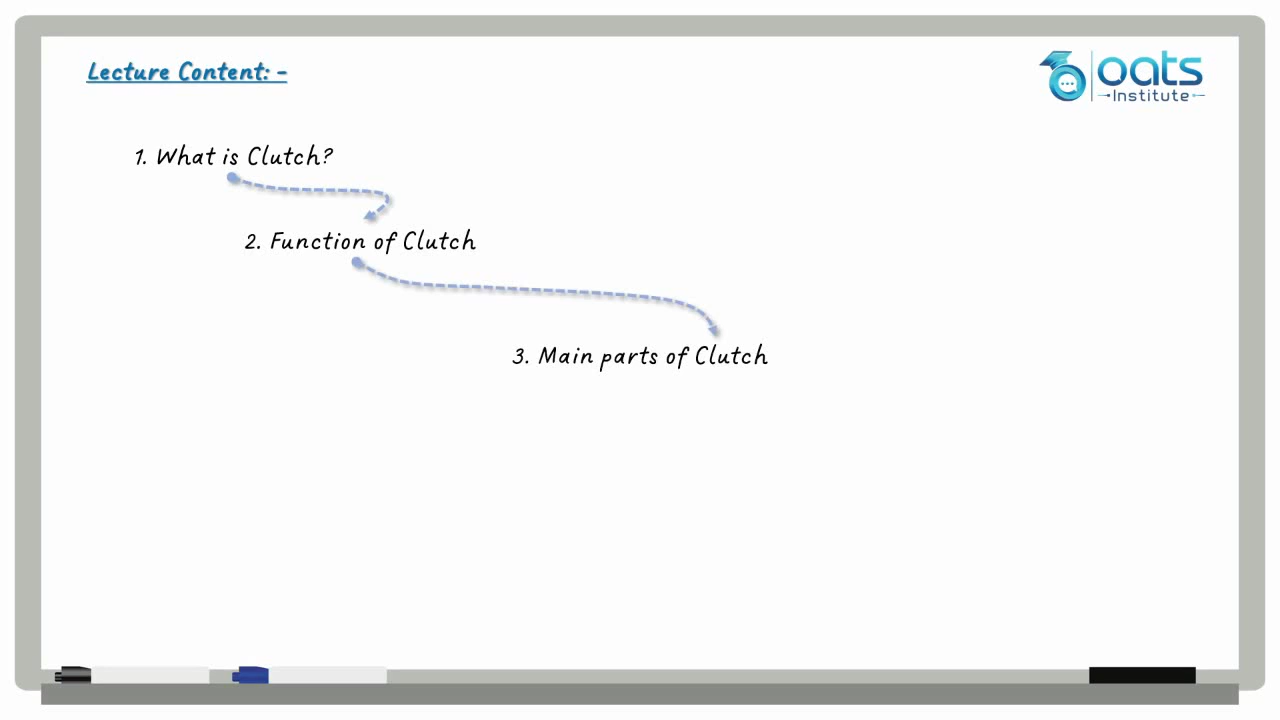 Lecture Content: -
oats
Institute
1. What is Clutch?
2. Function of Clutch
3. Main parts of Clutch